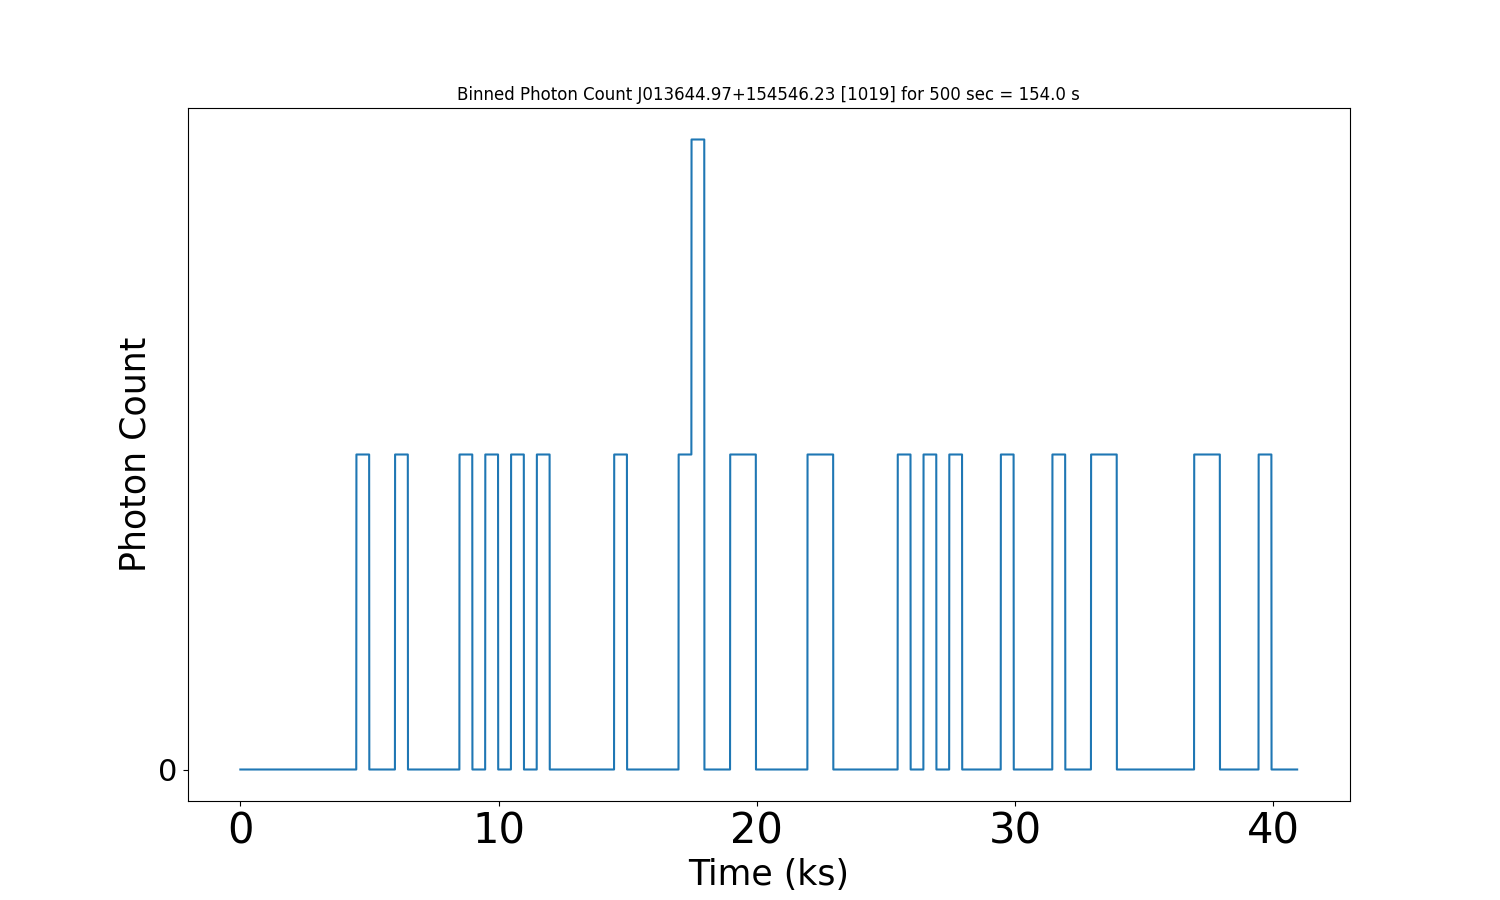 Binned Photon Count J013644.97+154546.23 [1019] for 500 sec = 154.0 s
Photon Count
0
0 10 20 30 40
Time (ks)